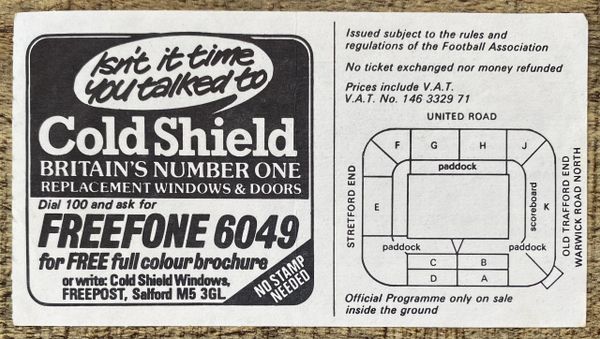 Isn't it time
you talked to
Cold Shield
BRITAIN'S NUMBER ONE
REPLACEMENT WINDOWS & DOORS
Dial 100 and ask for
FREEFONE 6049
for FREE full colour brochure
or write: Cold Shield Windows,
FREEPOST, Salford M5 3GL
NO STAMP
NEEDED
Issued subject to the rules and
regulations of the Football Association
No ticket exchanged nor money refunded
Prices include V.A.T.
V.A.T. No. 146 3329 71
UNITED ROAD
F G H J
paddock
STRETFORD END
E
scoreboard
K
OLD TRAFFORD END
WARWICK ROAD NORTH
paddock paddock
C B
D A
Official Programme only on sale
inside the ground